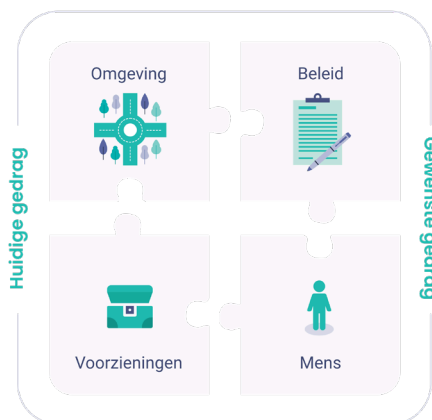 Omgeving
Beleid
Huidige gedrag
Gewenste gedrag
Voorzieningen
Mens